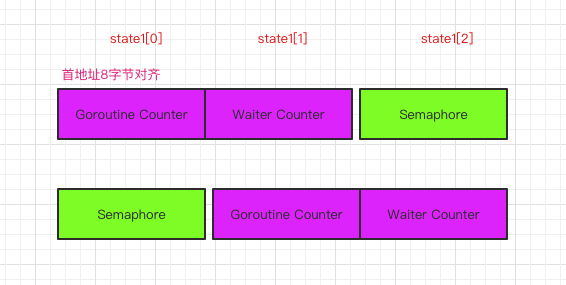 state1[0] state1[1] state1[2]
首地址8字节对齐
Goroutine Counter Waiter Counter Semaphore
Semaphore Goroutine Counter Waiter Counter